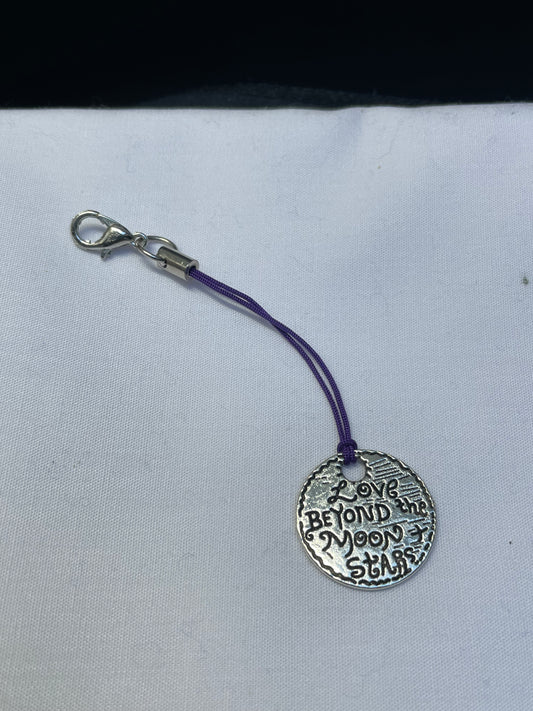 LOVE
BEYOND the
MOON +
StARS